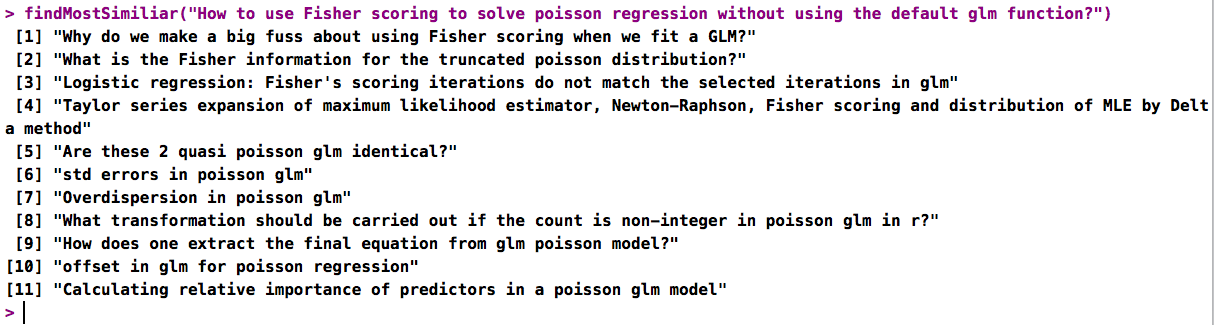 > findMostSimiliar("How to use Fisher scoring to solve poisson regression without using the default glm function?")
[1] "Why do we make a big fuss about using Fisher scoring when we fit a GLM?"
[2] "What is the Fisher information for the truncated poisson distribution?"
[3] "Logistic regression: Fisher's scoring iterations do not match the selected iterations in glm"
[4] "Taylor series expansion of maximum likelihood estimator, Newton-Raphson, Fisher scoring and distribution of MLE by Delt
a method"
[5] "Are these 2 quasi poisson glm identical?"
[6] "std errors in poisson glm"
[7] "Overdispersion in poisson glm"
[8] "What transformation should be carried out if the count is non-integer in poisson glm in r?"
[9] "How does one extract the final equation from glm poisson model?"
[10] "offset in glm for poisson regression"
[11] "Calculating relative importance of predictors in a poisson glm model"
>